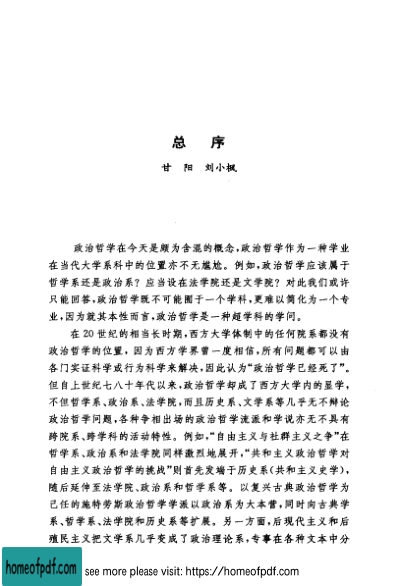 总 序
甘 阳 刘小枫
政治哲学在今天是颇为含混的概念,政治哲学作为一种学业
在当代大学系科中的位置亦不无尴尬。例如,政治哲学应该属于
哲学系还是政治系?应当设在法学院还是文学院?对此我们或许
只能回答,政治哲学既不可能囿于一个学科,更难以简化为一个专
业,因为就其本性而言,政治哲学是一种超学科的学问。
在20世纪的相当长时期,西方大学体制中的任何院系都没有
政治哲学的位置,因为西方学界曾一度相信,所有问题都可以由
各门实证科学或行为科学来解决,因此认为“政治哲学已经死了”。
但自上世纪七八十年代以来,政治哲学却成了西方大学内的显学,
不但哲学系、政治系、法学院,而且历史系、文学系等几乎无不辩论
政治哲学问题,各种争相出场的政治哲学流派和学说亦无不具有
跨院系、跨学科的活动特性。例如,“自由主义与社群主义之争”在
哲学系、政治系和法学院同样激烈地展开,“共和主义政治哲学对
自由主义政治哲学的挑战”则首先发端于历史系(共和主义史学),
随后延伸至法学院、政治系和哲学系等。以复兴古典政治哲学为
己任的施特劳斯政治哲学学派以政治系为大本营,同时向古典学
系、哲学系、法学院和历史系等扩展。另一方面,后现代主义和后
殖民主义把文学系几乎变成了政治理论系,专事在各种文本中分
homeofpdf.com
see more please visit: https://homeofpdf.com